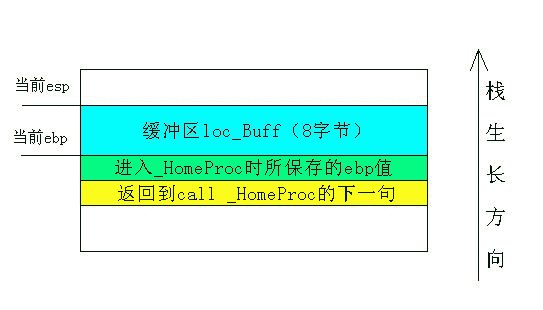 当前esp
缓冲区loc_Buff（8字节）
当前ebp
进入_HomeProc时所保存的ebp值
返回到call _HomeProc的下一句
栈生长方向